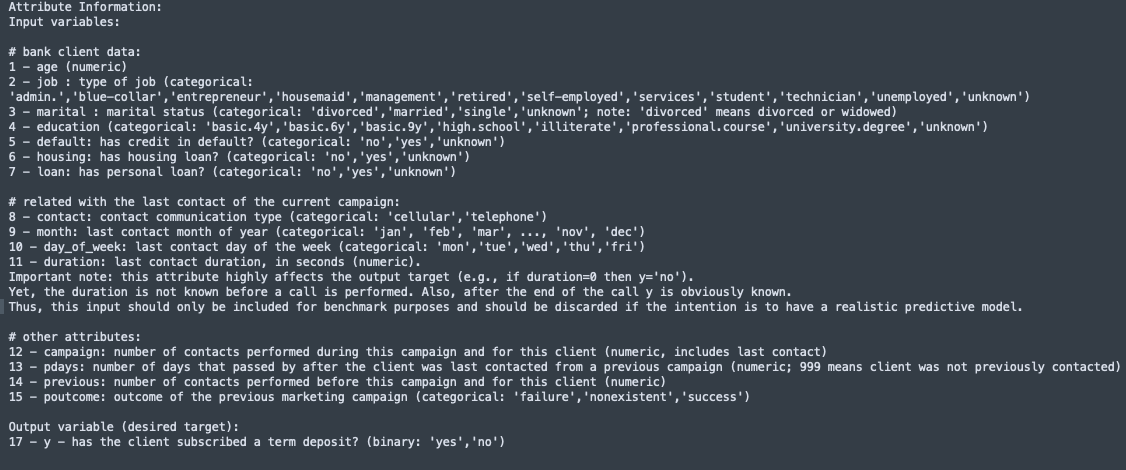 Attribute Information:
Input variables:
# bank client data:
1 - age (numeric)
2 - job : type of job (categorical:
'admin.','blue-collar','entrepreneur','housemaid','management','retired','self-employed','services','student','technician','unemployed','unknown')
3 - marital : marital status (categorical: 'divorced','married','single','unknown'; note: 'divorced' means divorced or widowed)
4 - education (categorical: 'basic.4y','basic.6y','basic.9y','high.school','illiterate','professional.course','university.degree','unknown')
5 - default: has credit in default? (categorical: 'no','yes','unknown')
6 - housing: has housing loan? (categorical: 'no','yes','unknown')
7 - loan: has personal loan? (categorical: 'no','yes','unknown')
# related with the last contact of the current campaign:
8 - contact: contact communication type (categorical: 'cellular','telephone')
9 - month: last contact month of year (categorical: 'jan', 'feb', 'mar', ..., 'nov', 'dec')
10 - day_of_week: last contact day of the week (categorical: 'mon','tue','wed','thu','fri')
11 - duration: last contact duration, in seconds (numeric).
Important note: this attribute highly affects the output target (e.g., if duration=0 then y='no').
Yet, the duration is not known before a call is performed. Also, after the end of the call y is obviously known.
Thus, this input should only be included for benchmark purposes and should be discarded if the intention is to have a realistic predictive model.
# other attributes:
12 - campaign: number of contacts performed during this campaign and for this client (numeric, includes last contact)
13 - pdays: number of days that passed by after the client was last contacted from a previous campaign (numeric; 999 means client was not previously contacted)
14 - previous: number of contacts performed before this campaign and for this client (numeric)
15 - poutcome: outcome of the previous marketing campaign (categorical: 'failure','nonexistent','success')
Output variable (desired target):
17 - y - has the client subscribed a term deposit? (binary: 'yes','no')